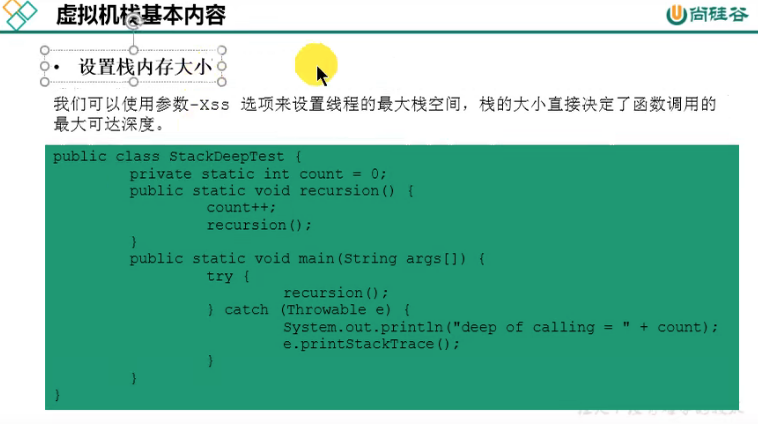 虚拟机栈基本内容
尚硅谷
• 设置栈内存大小
我们可以使用参数-Xss 选项来设置线程的最大栈空间，栈的大小直接决定了函数调用的
最大可达深度。
public class StackDeepTest {
private static int count = 0;
public static void recursion() {
count++;
recursion();
}
public static void main(String args[]) {
try {
recursion();
} catch (Throwable e) {
System.out.println("deep of calling = " + count);
e.printStackTrace();
}
}
}